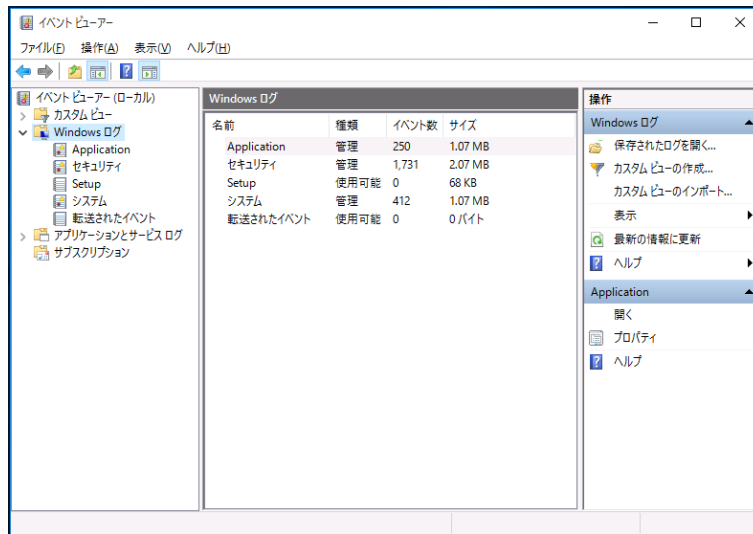 イベント ビューアー
ファイル(F) 操作(A) 表示(V) ヘルプ(H)
イベント ビューアー (ローカル)
カスタム ビュー
Windows ログ
Application
セキュリティ
Setup
システム
転送されたイベント
アプリケーションとサービス ログ
サブスクリプション
Windows ログ
名前 種類 イベント数 サイズ
Application 管理 250 1.07 MB
セキュリティ 管理 1,731 2.07 MB
Setup 使用可能 0 68 KB
システム 管理 412 1.07 MB
転送されたイベント 使用可能 0 0 バイト
操作
Windows ログ
保存されたログを開く...
カスタム ビューの作成...
カスタム ビューのインポート...
表示
最新の情報に更新
ヘルプ
Application
開く
プロパティ
ヘルプ